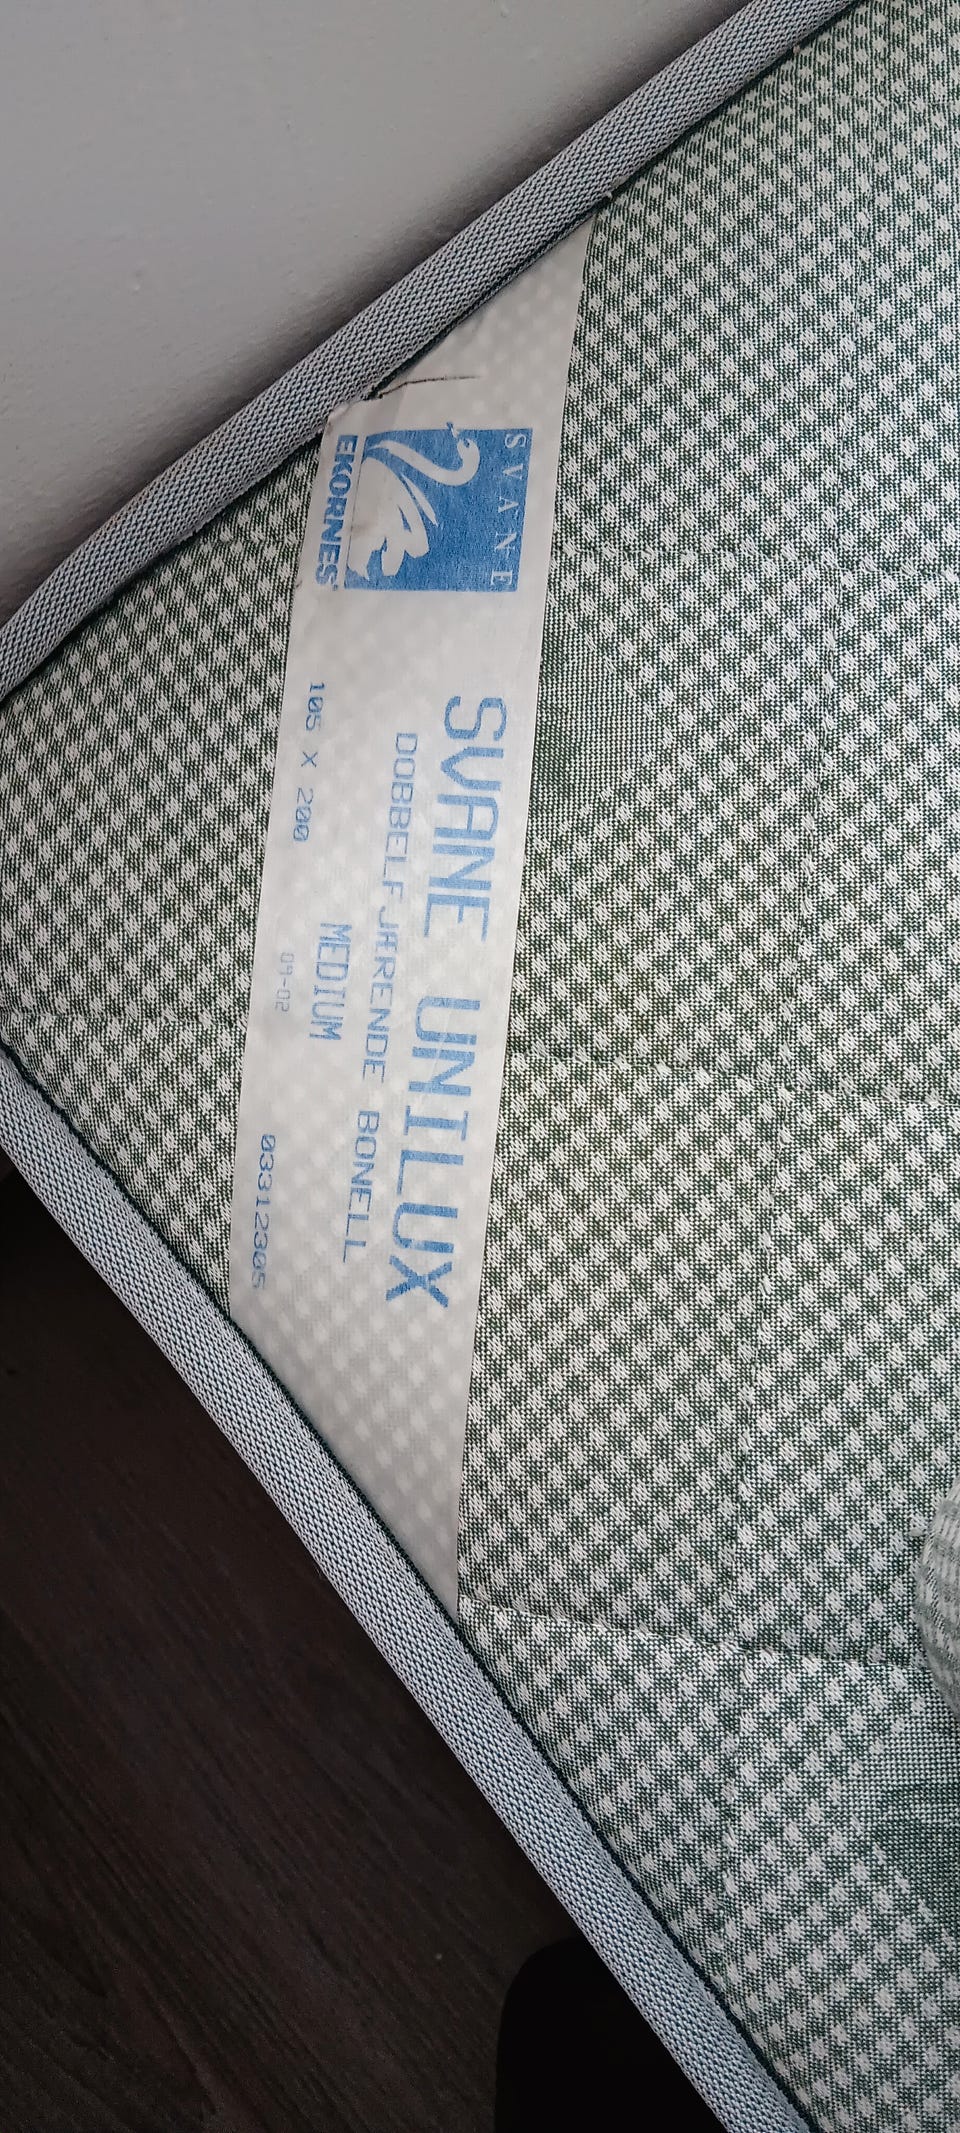 SVANE
EKORNES®
SVANE UNILUX
DOBBELFJÆRENDE BONELL
MEDIUM
105 X 200
09-02
03312305